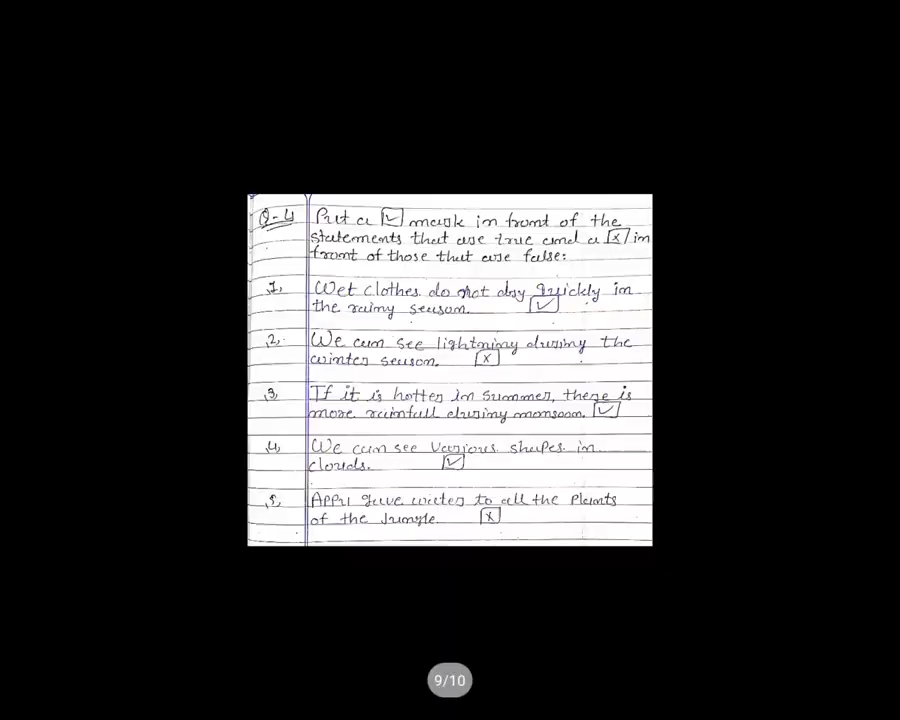 Q-4 Put a ☑ mark in front of the
statements that are true and a ☒ in
front of those that are false:
1, Wet clothes do not dry quickly in
the rainy season. ☑
2. We can see lightning during the
winter season. ☒
3, If it is hotter in summer, there is
more rainfall during monsoon. ☑
4, We can see various shapes in
clouds. ☑
5, Appu gave water to all the plants
of the Jungle. ☒
9/10